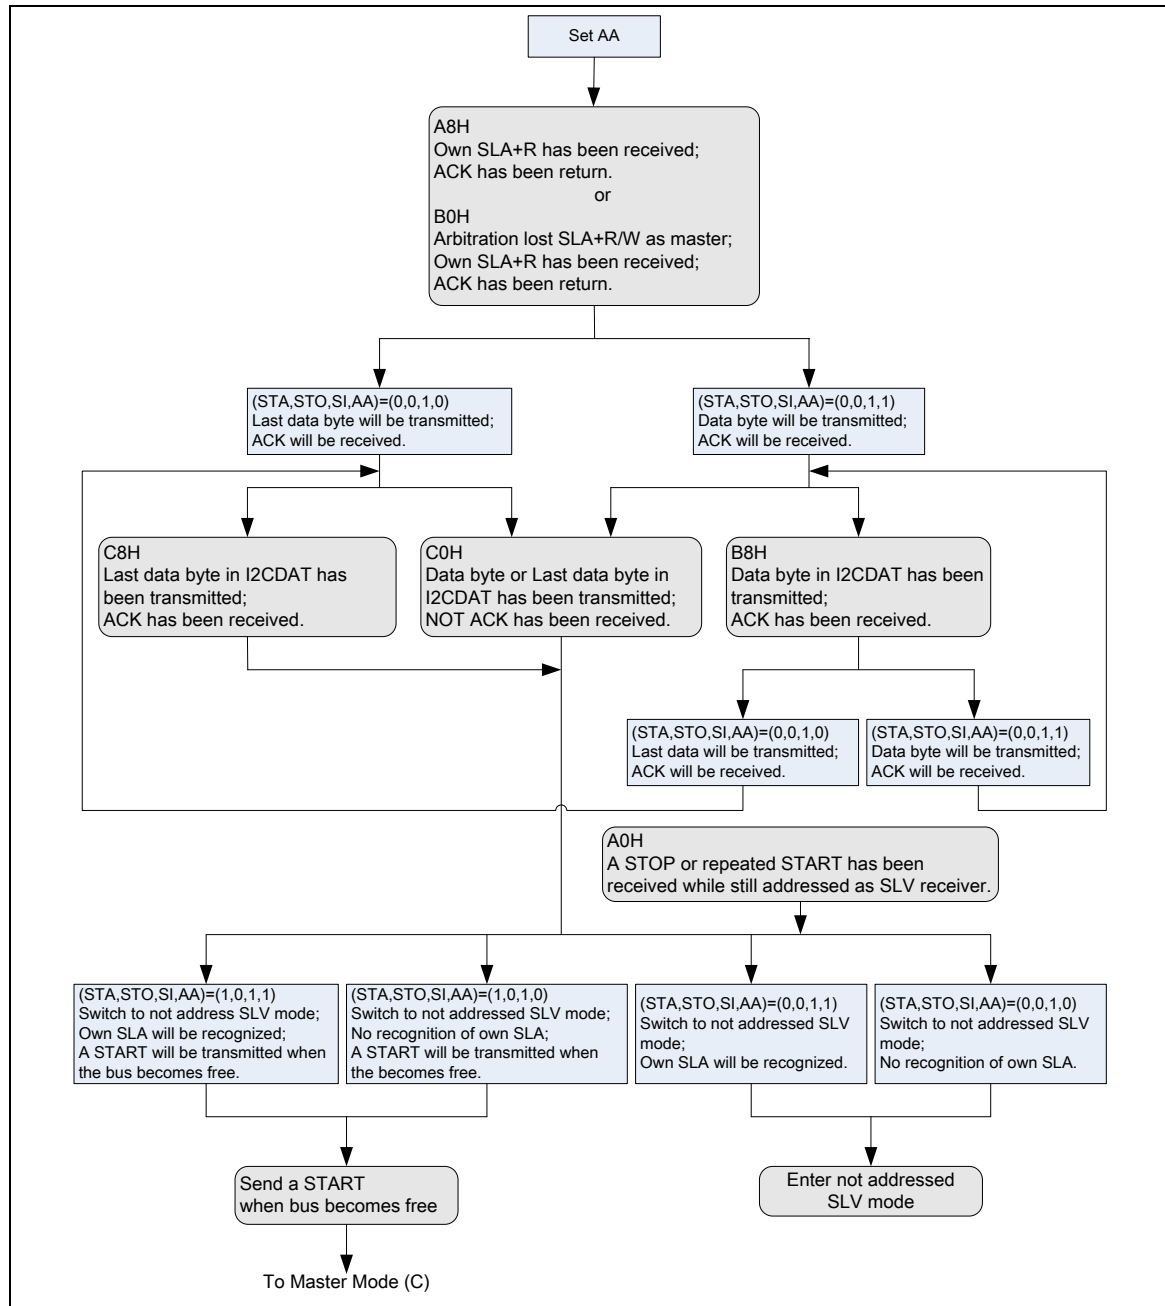 Set AA
A8H
Own SLA+R has been received;
ACK has been return.
or
B0H
Arbitration lost SLA+R/W as master;
Own SLA+R has been received;
ACK has been return.
(STA,STO,SI,AA)=(0,0,1,0)
Last data byte will be transmitted;
ACK will be received.
(STA,STO,SI,AA)=(0,0,1,1)
Data byte will be transmitted;
ACK will be received.
C8H
Last data byte in I2CDAT has
been transmitted;
ACK has been received.
C0H
Data byte or Last data byte in
I2CDAT has been transmitted;
NOT ACK has been received.
B8H
Data byte in I2CDAT has been
transmitted;
ACK has been received.
(STA,STO,SI,AA)=(0,0,1,0)
Last data will be transmitted;
ACK will be received.
(STA,STO,SI,AA)=(0,0,1,1)
Data byte will be transmitted;
ACK will be received.
A0H
A STOP or repeated START has been
received while still addressed as SLV receiver.
(STA,STO,SI,AA)=(1,0,1,1)
Switch to not address SLV mode;
Own SLA will be recognized;
A START will be transmitted when
the bus becomes free.
(STA,STO,SI,AA)=(1,0,1,0)
Switch to not addressed SLV mode;
No recognition of own SLA;
A START will be transmitted when
the becomes free.
(STA,STO,SI,AA)=(0,0,1,1)
Switch to not addressed SLV
mode;
Own SLA will be recognized.
(STA,STO,SI,AA)=(0,0,1,0)
Switch to not addressed SLV
mode;
No recognition of own SLA.
Send a START
when bus becomes free
Enter not addressed
SLV mode
To Master Mode (C)